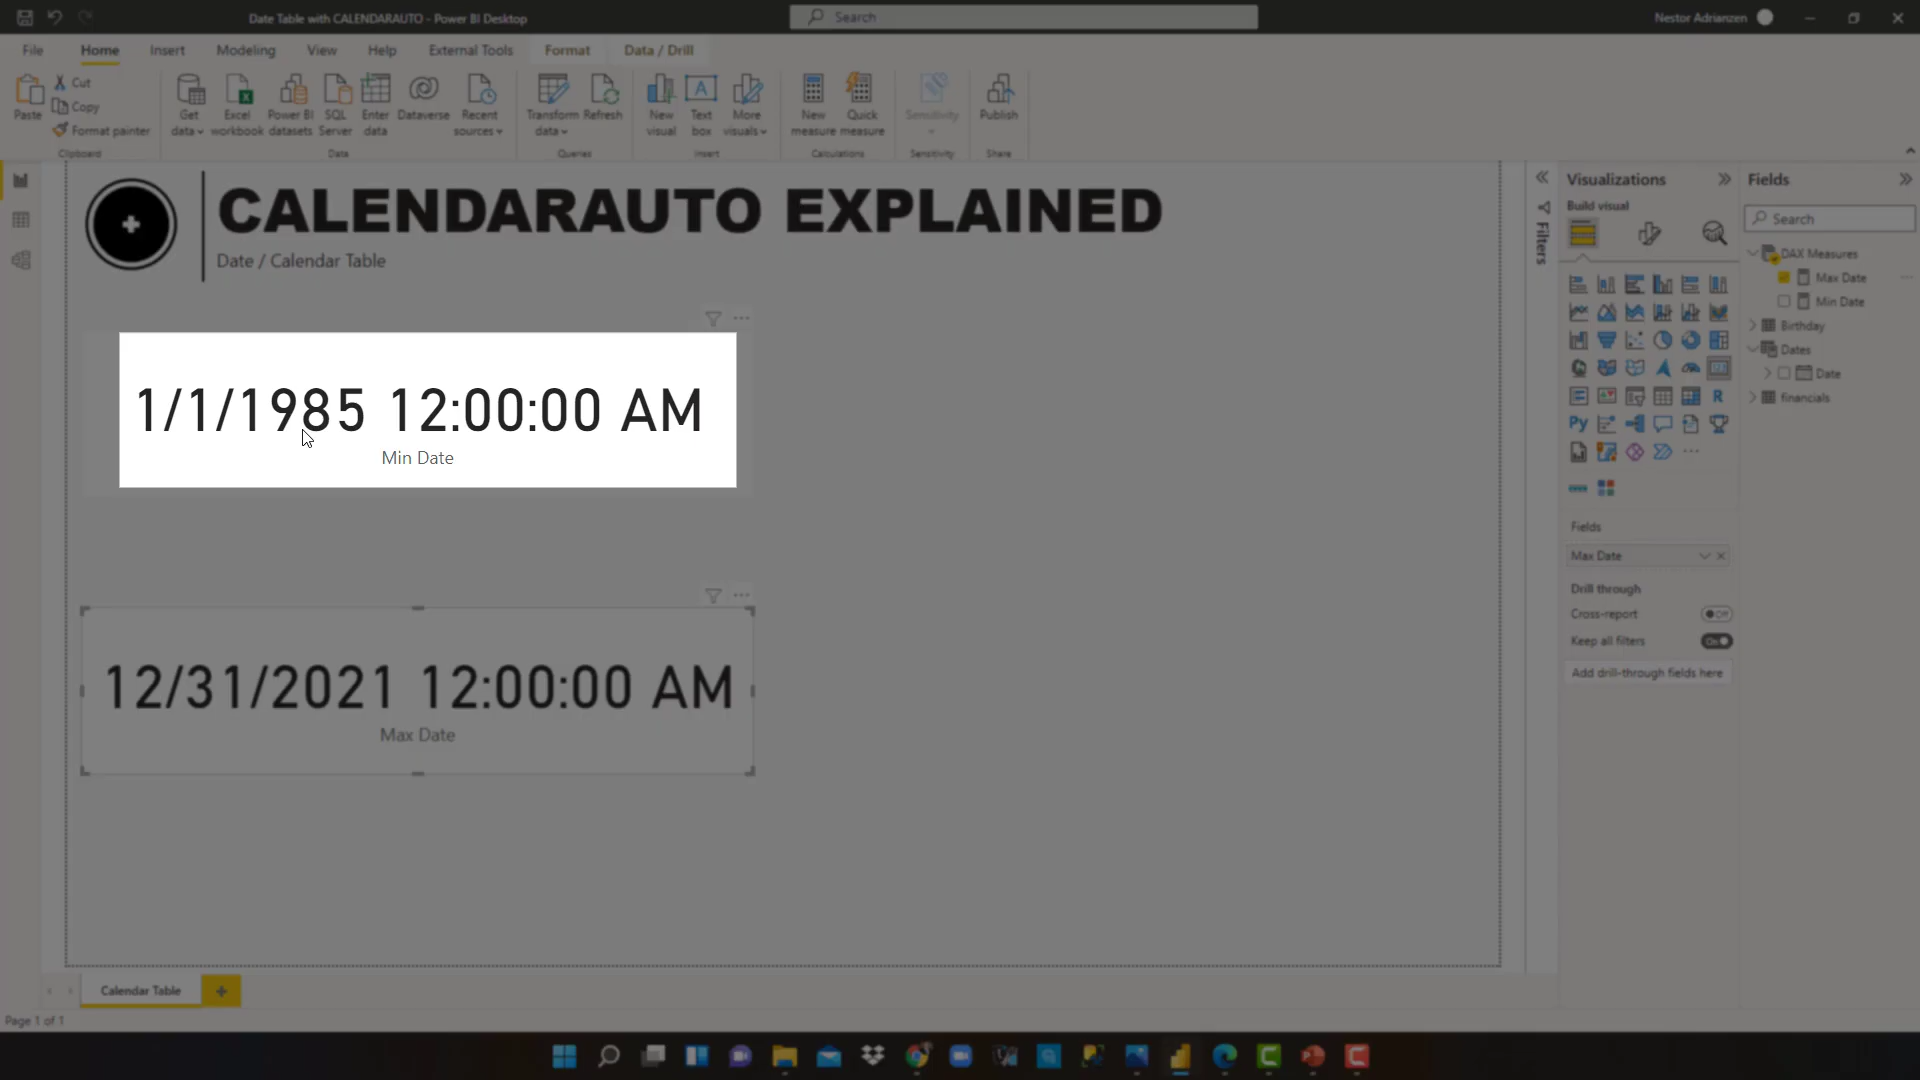 Date Table with CALENDARAUTO - Power BI Desktop
Search
Nestor Adrianzen
File Home Insert Modeling View Help External Tools Format Data / Drill
Paste
Cut
Copy
Format painter
Clipboard
Get data
Excel workbook
Power BI datasets
SQL Server
Enter data
Dataverse
Recent sources
Data
Transform data
Refresh
Queries
New visual
Text box
More visuals
Insert
New measure
Quick measure
Calculations
Sensitivity
Sensitivity
Publish
Share
CALENDARAUTO EXPLAINED
Date / Calendar Table
1/1/1985 12:00:00 AM
Min Date
12/31/2021 12:00:00 AM
Max Date
Filters
Visualizations
Build visual
R
Py
123
Fields
Max Date
Drill through
Cross-report
Off
Keep all filters
On
Add drill-through fields here
Fields
Search
DAX Measures
Max Date
Min Date
Birthday
Dates
Date
financials
Calendar Table
Page 1 of 1